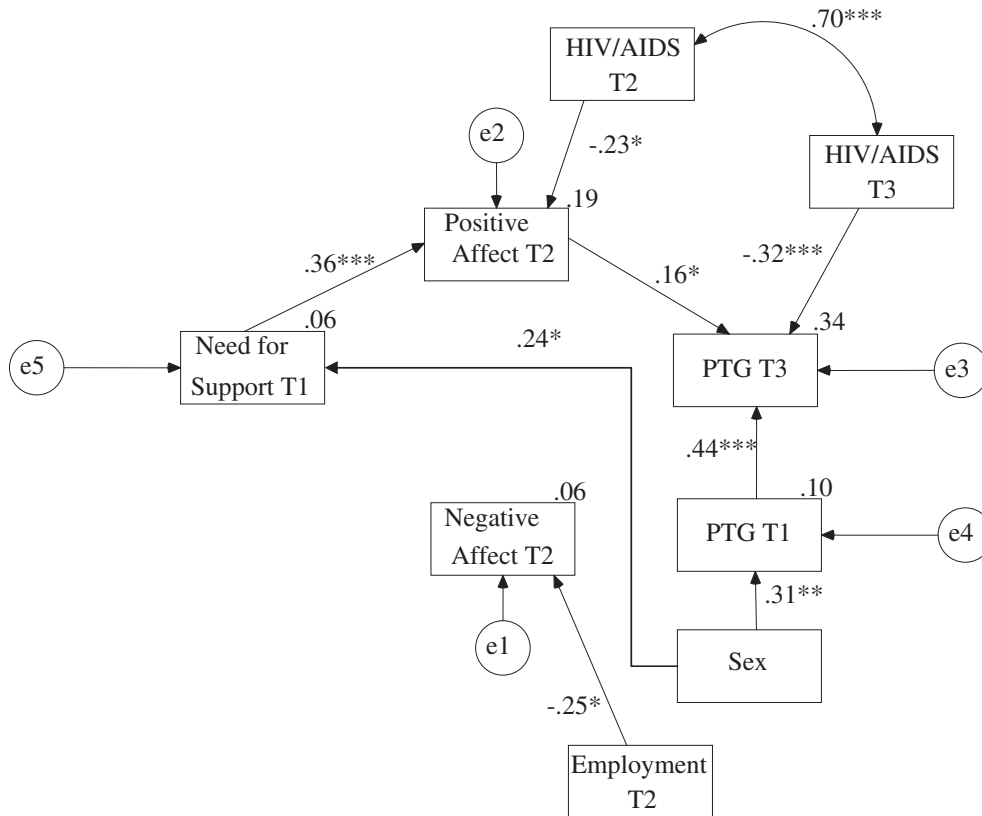 .70***
HIV/AIDS
T2
e2
-.23*
HIV/AIDS
T3
.19
Positive
Affect T2
.36***
.16*
-.32***
.06
.34
Need for
Support T1
e5
.24*
PTG T3
e3
.44***
.06
.10
Negative
Affect T2
PTG T1
e4
.31**
e1
Sex
-.25*
Employment
T2